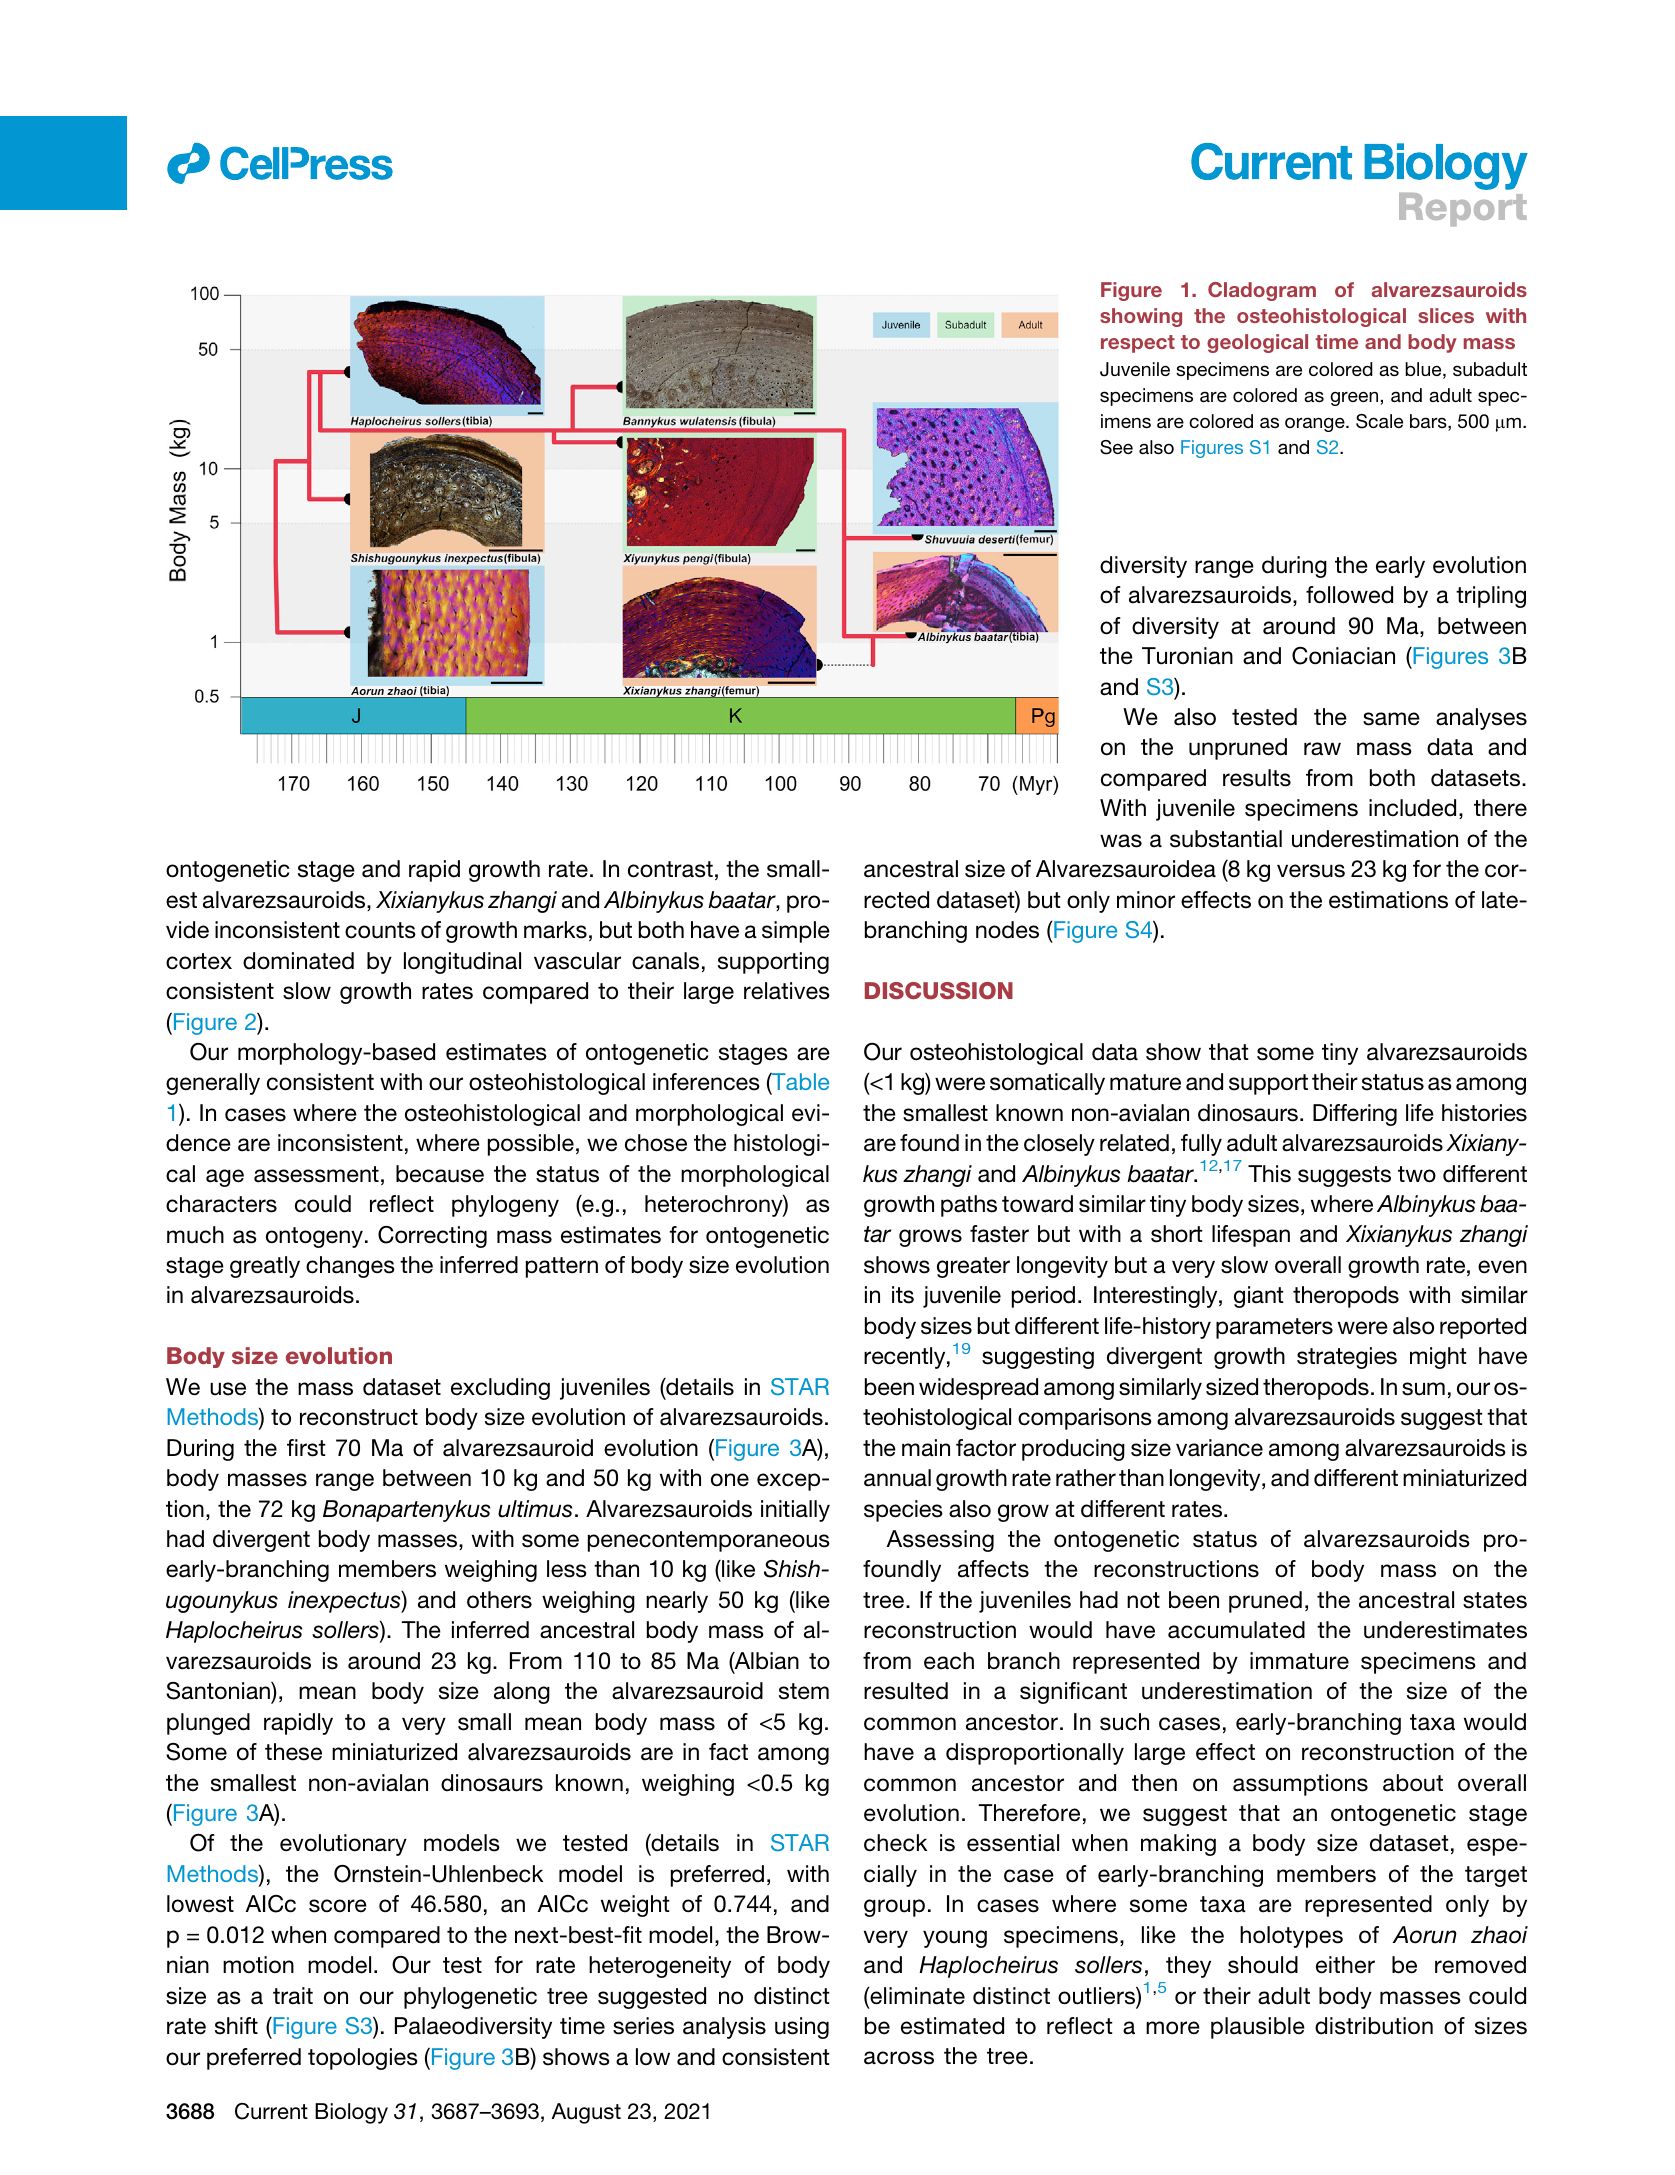 CellPress
Current Biology
Report
100
50
10
5
1
0.5
Body Mass (kg)
Juvenile
Subadult
Adult
Haplocheirus sollers(tibia)
Bannykus wulatensis (fibula)
Shishugounykus inexpectus(fibula)
Xiyunykus pengi(fibula)
Shuvuuia deserti(femur)
Albinykus baatar(tibia)
Aorun zhaoi (tibia)
Xixianykus zhangi(femur)
J
K
Pg
170 160 150 140 130 120 110 100 90 80 70 (Myr)
Figure 1. Cladogram of alvarezsauroids
showing the osteohistological slices with
respect to geological time and body mass
Juvenile specimens are colored as blue, subadult
specimens are colored as green, and adult spec-
imens are colored as orange. Scale bars, 500 μm.
See also Figures S1 and S2.
ontogenetic stage and rapid growth rate. In contrast, the small-
est alvarezsauroids, Xixianykus zhangi and Albinykus baatar, pro-
vide inconsistent counts of growth marks, but both have a simple
cortex dominated by longitudinal vascular canals, supporting
consistent slow growth rates compared to their large relatives
(Figure 2).
Our morphology-based estimates of ontogenetic stages are
generally consistent with our osteohistological inferences (Table
1). In cases where the osteohistological and morphological evi-
dence are inconsistent, where possible, we chose the histologi-
cal age assessment, because the status of the morphological
characters could reflect phylogeny (e.g., heterochrony) as
much as ontogeny. Correcting mass estimates for ontogenetic
stage greatly changes the inferred pattern of body size evolution
in alvarezsauroids.
Body size evolution
We use the mass dataset excluding juveniles (details in STAR
Methods) to reconstruct body size evolution of alvarezsauroids.
During the first 70 Ma of alvarezsauroid evolution (Figure 3A),
body masses range between 10 kg and 50 kg with one excep-
tion, the 72 kg Bonapartenykus ultimus. Alvarezsauroids initially
had divergent body masses, with some penecontemporaneous
early-branching members weighing less than 10 kg (like Shish-
ugounykus inexpectus) and others weighing nearly 50 kg (like
Haplocheirus sollers). The inferred ancestral body mass of al-
varezsauroids is around 23 kg. From 110 to 85 Ma (Albian to
Santonian), mean body size along the alvarezsauroid stem
plunged rapidly to a very small mean body mass of <5 kg.
Some of these miniaturized alvarezsauroids are in fact among
the smallest non-avialan dinosaurs known, weighing <0.5 kg
(Figure 3A).
Of the evolutionary models we tested (details in STAR
Methods), the Ornstein-Uhlenbeck model is preferred, with
lowest AICc score of 46.580, an AICc weight of 0.744, and
p = 0.012 when compared to the next-best-fit model, the Brow-
nian motion model. Our test for rate heterogeneity of body
size as a trait on our phylogenetic tree suggested no distinct
rate shift (Figure S3). Palaeodiversity time series analysis using
our preferred topologies (Figure 3B) shows a low and consistent
diversity range during the early evolution
of alvarezsauroids, followed by a tripling
of diversity at around 90 Ma, between
the Turonian and Coniacian (Figures 3B
and S3).
We also tested the same analyses
on the unpruned raw mass data and
compared results from both datasets.
With juvenile specimens included, there
was a substantial underestimation of the
ancestral size of Alvarezsauroidea (8 kg versus 23 kg for the cor-
rected dataset) but only minor effects on the estimations of late-
branching nodes (Figure S4).
DISCUSSION
Our osteohistological data show that some tiny alvarezsauroids
(<1 kg) were somatically mature and support their status as among
the smallest known non-avialan dinosaurs. Differing life histories
are found in the closely related, fully adult alvarezsauroids Xixiany-
kus zhangi and Albinykus baatar.12,17 This suggests two different
growth paths toward similar tiny body sizes, where Albinykus baa-
tar grows faster but with a short lifespan and Xixianykus zhangi
shows greater longevity but a very slow overall growth rate, even
in its juvenile period. Interestingly, giant theropods with similar
body sizes but different life-history parameters were also reported
recently,19 suggesting divergent growth strategies might have
been widespread among similarly sized theropods. In sum, our os-
teohistological comparisons among alvarezsauroids suggest that
the main factor producing size variance among alvarezsauroids is
annual growth rate rather than longevity, and different miniaturized
species also grow at different rates.
Assessing the ontogenetic status of alvarezsauroids pro-
foundly affects the reconstructions of body mass on the
tree. If the juveniles had not been pruned, the ancestral states
reconstruction would have accumulated the underestimates
from each branch represented by immature specimens and
resulted in a significant underestimation of the size of the
common ancestor. In such cases, early-branching taxa would
have a disproportionally large effect on reconstruction of the
common ancestor and then on assumptions about overall
evolution. Therefore, we suggest that an ontogenetic stage
check is essential when making a body size dataset, espe-
cially in the case of early-branching members of the target
group. In cases where some taxa are represented only by
very young specimens, like the holotypes of Aorun zhaoi
and Haplocheirus sollers, they should either be removed
(eliminate distinct outliers)1,5 or their adult body masses could
be estimated to reflect a more plausible distribution of sizes
across the tree.
3688 Current Biology 31, 3687–3693, August 23, 2021